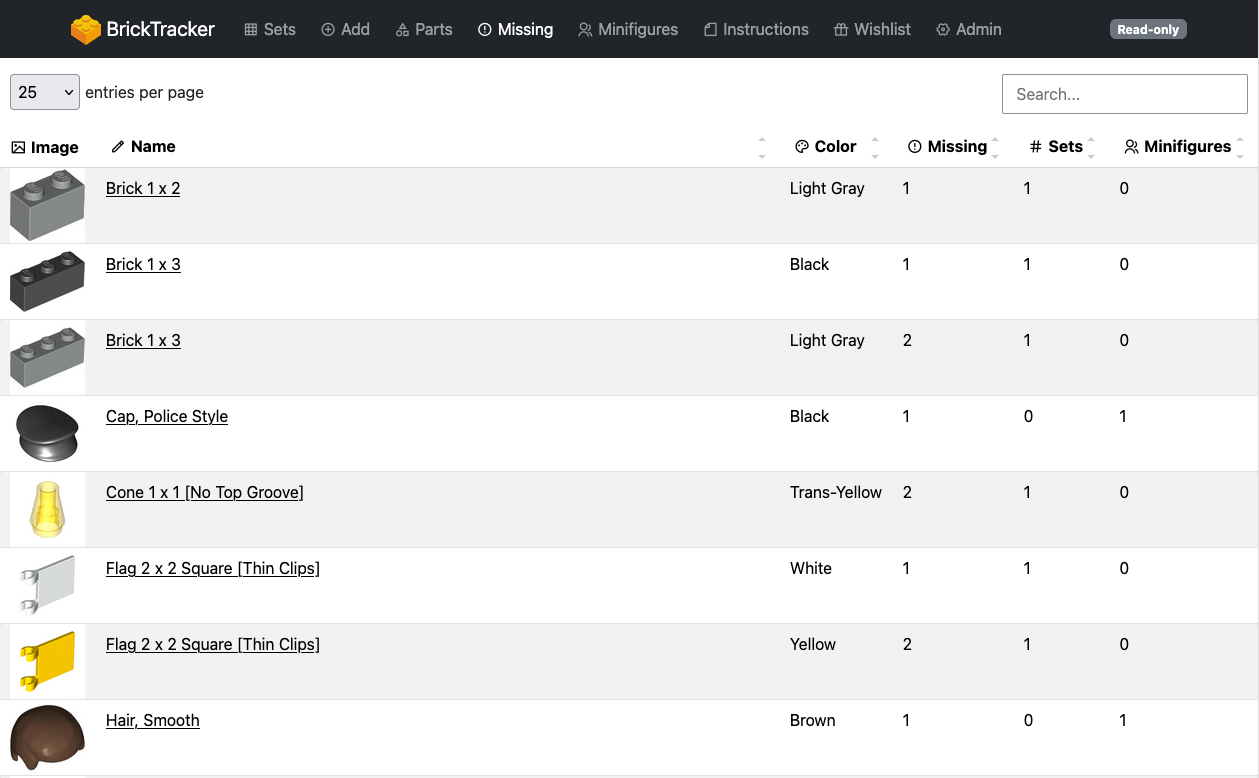 BrickTracker Sets Add Parts Missing Minifigures Instructions Wishlist Admin Read-only
25 entries per page Search...
Image Name Color Missing # Sets Minifigures
Brick 1 x 2 Light Gray 1 1 0
Brick 1 x 3 Black 1 1 0
Brick 1 x 3 Light Gray 2 1 0
Cap, Police Style Black 1 0 1
Cone 1 x 1 [No Top Groove] Trans-Yellow 2 1 0
Flag 2 x 2 Square [Thin Clips] White 1 1 0
Flag 2 x 2 Square [Thin Clips] Yellow 2 1 0
Hair, Smooth Brown 1 0 1